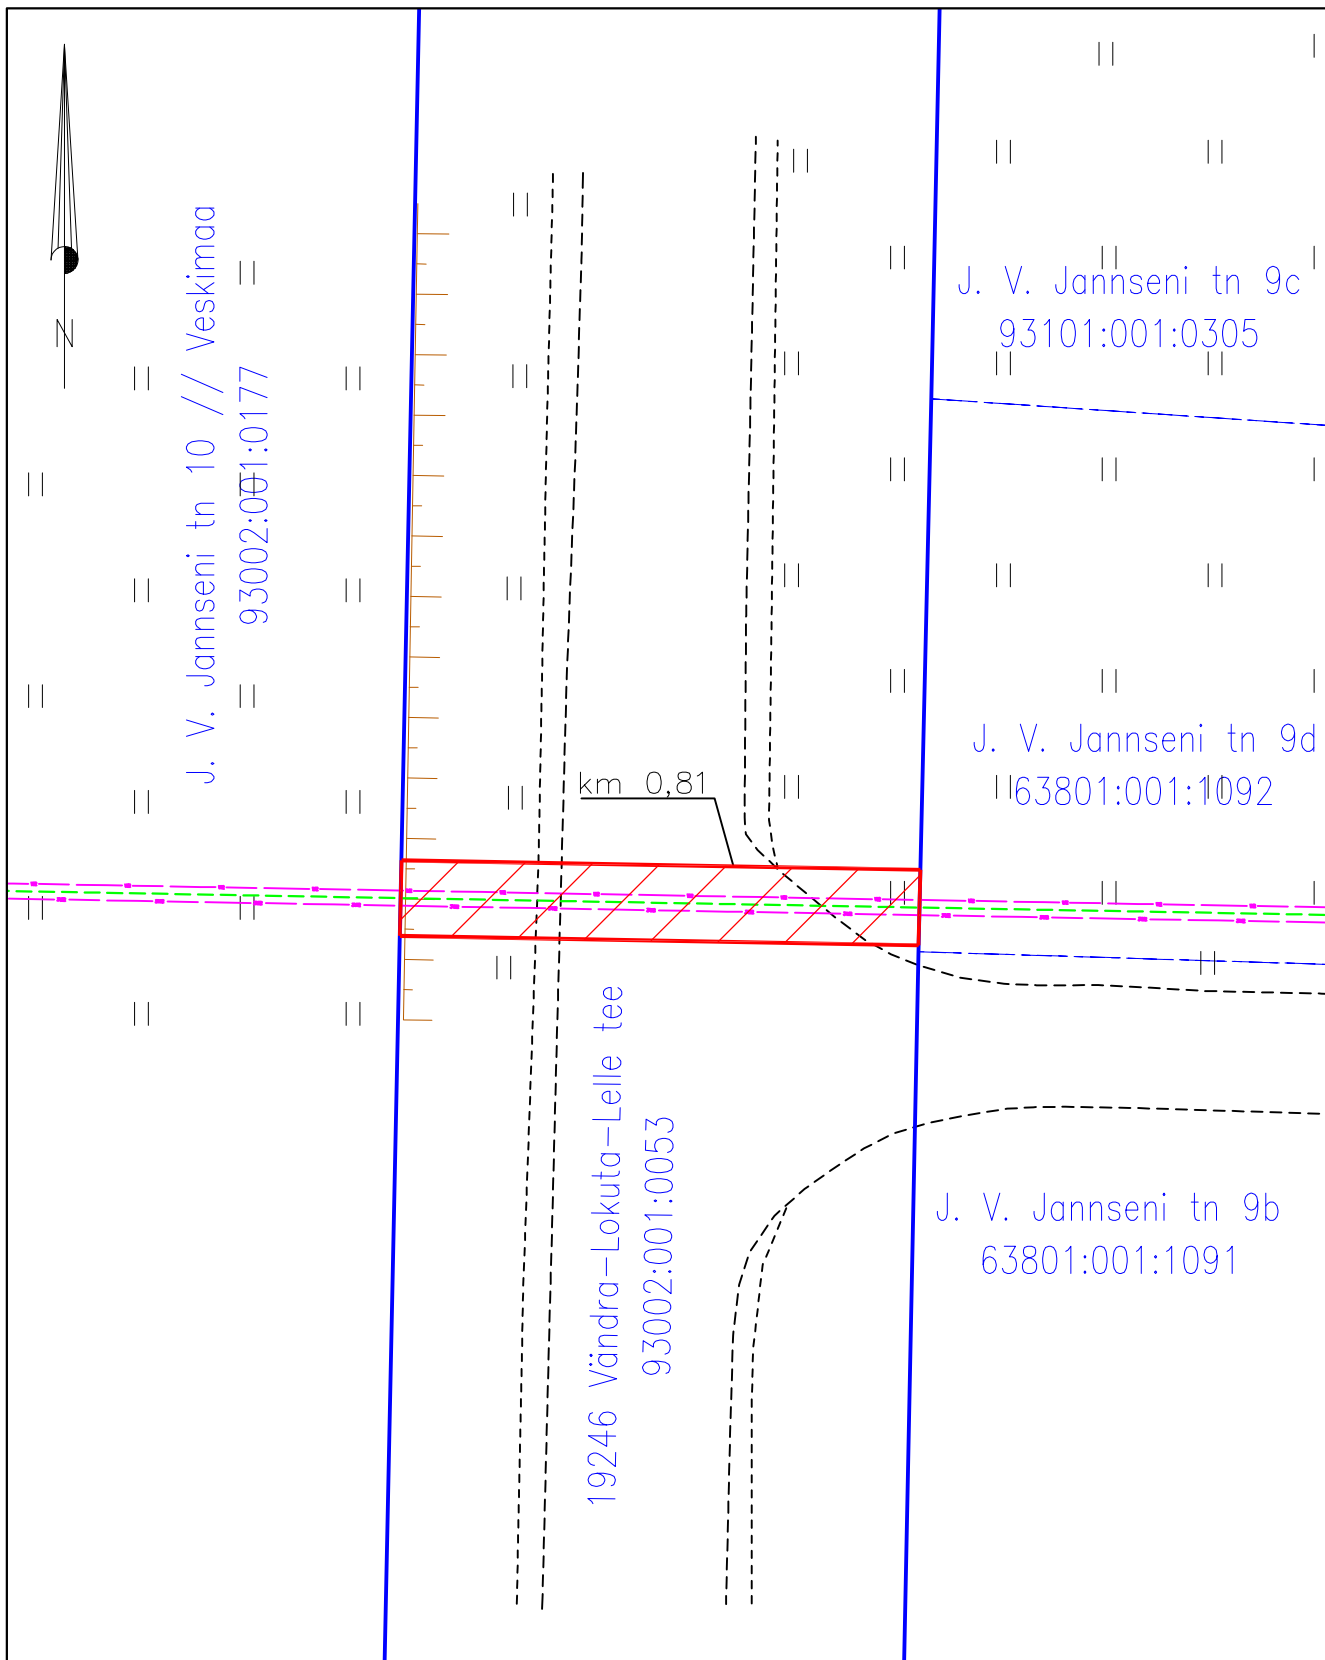 N
J. V. Jannseni tn 10 // Veskimaa
93002:001:0177
J. V. Jannseni tn 9c
93101:001:0305
J. V. Jannseni tn 9d
63801:001:1092
km 0,81
19246 Vändra-Lokuta-Lelle tee
93002:001:0053
J. V. Jannseni tn 9b
63801:001:1091